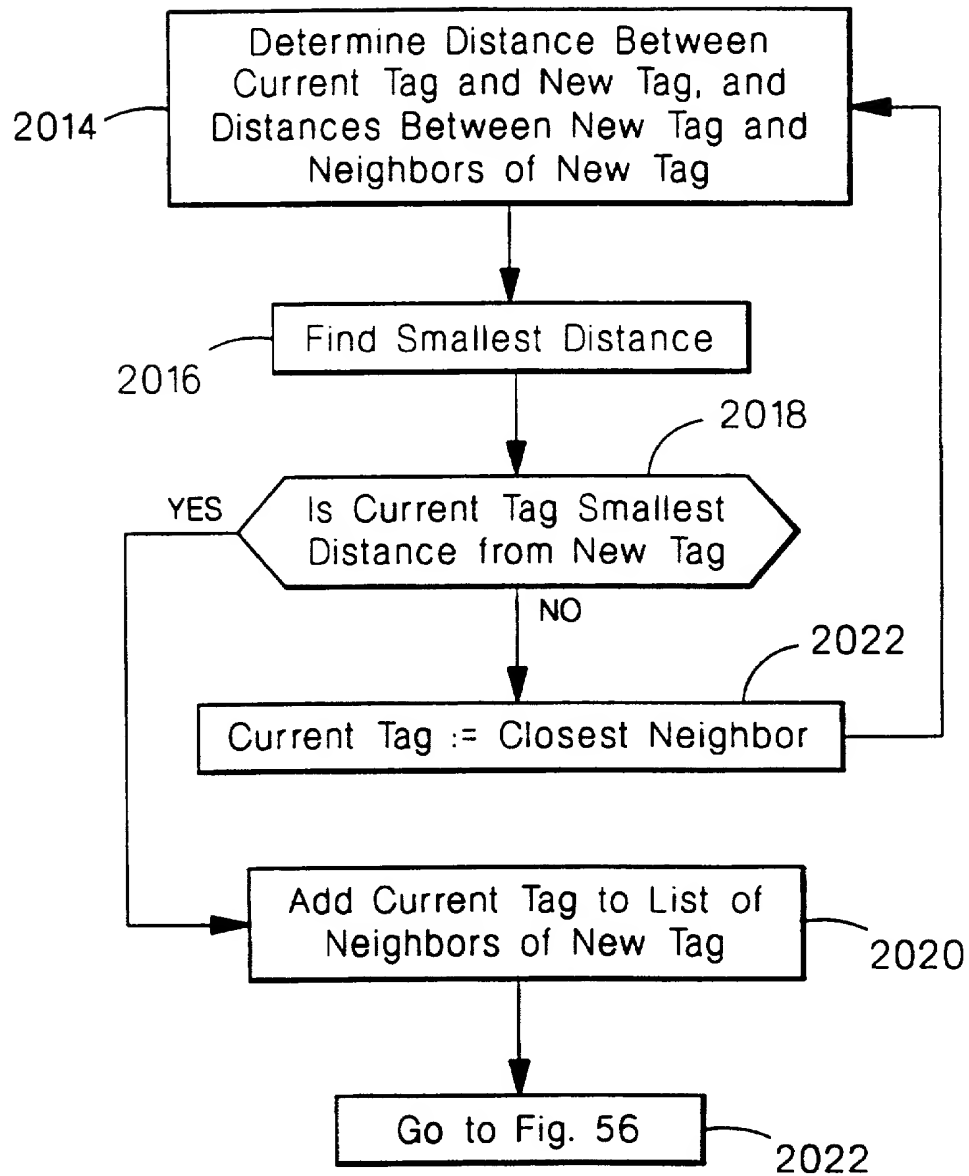 Determine Distance Between
Current Tag and New Tag, and
Distances Between New Tag and
Neighbors of New Tag
2014
Find Smallest Distance
2016
2018
YES
Is Current Tag Smallest
Distance from New Tag
NO
2022
Current Tag := Closest Neighbor
Add Current Tag to List of
Neighbors of New Tag
2020
Go to Fig. 56
2022